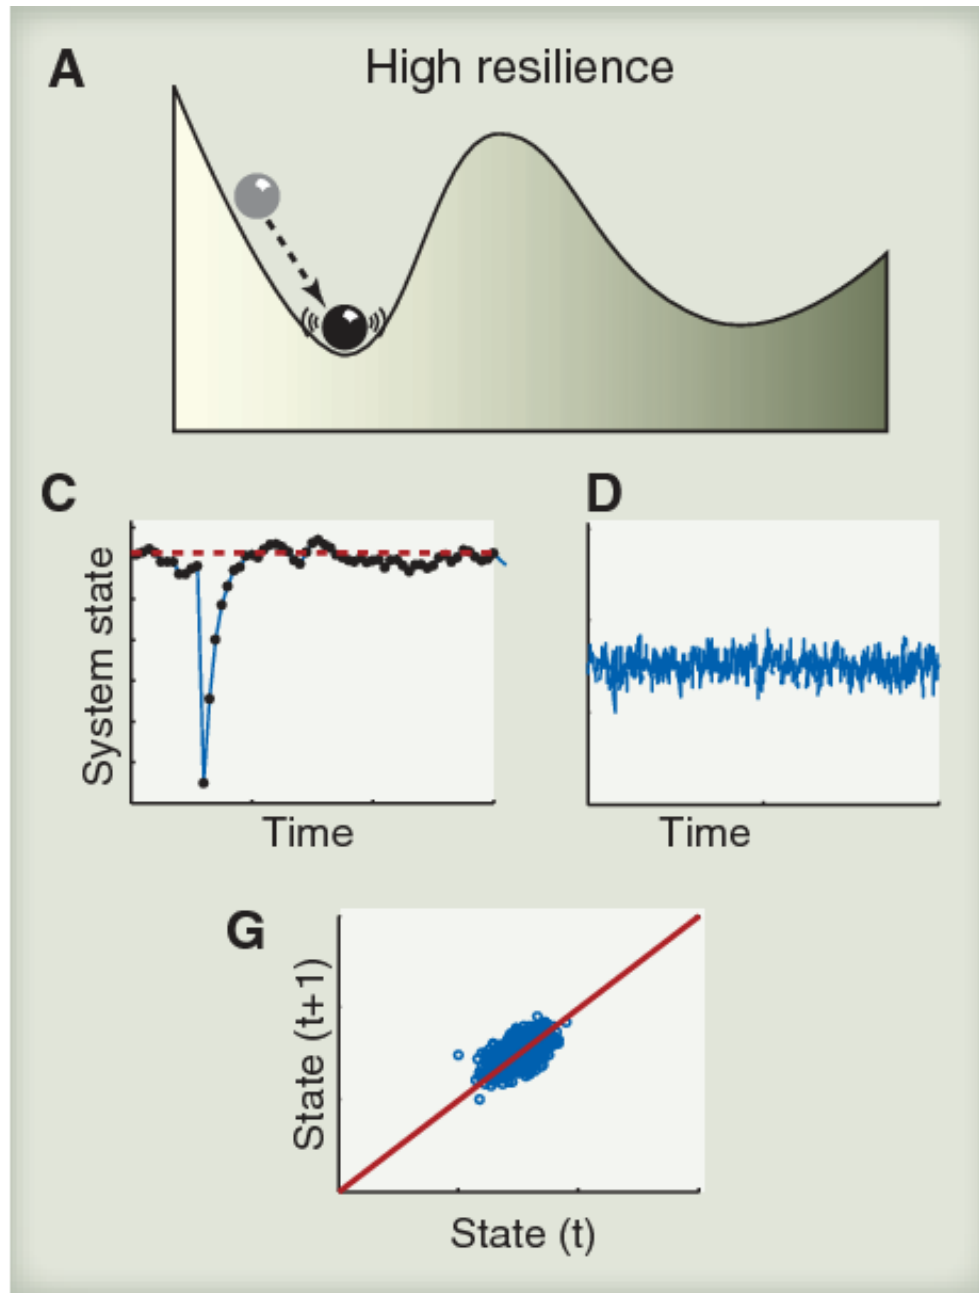 A
High resilience
C
D
System state
Time
Time
G
State (t+1)
State (t)